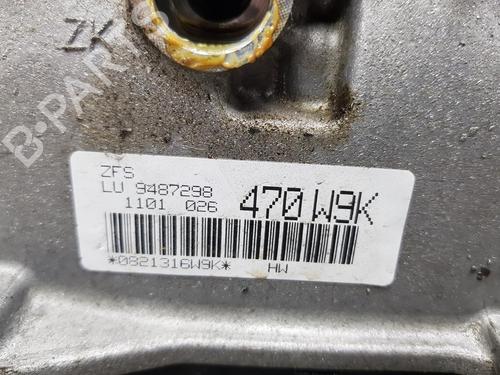 ZK
B-PARTS
ZFS
LU 9487298
1101 026
470 W9K
*0821316W9K*
HW